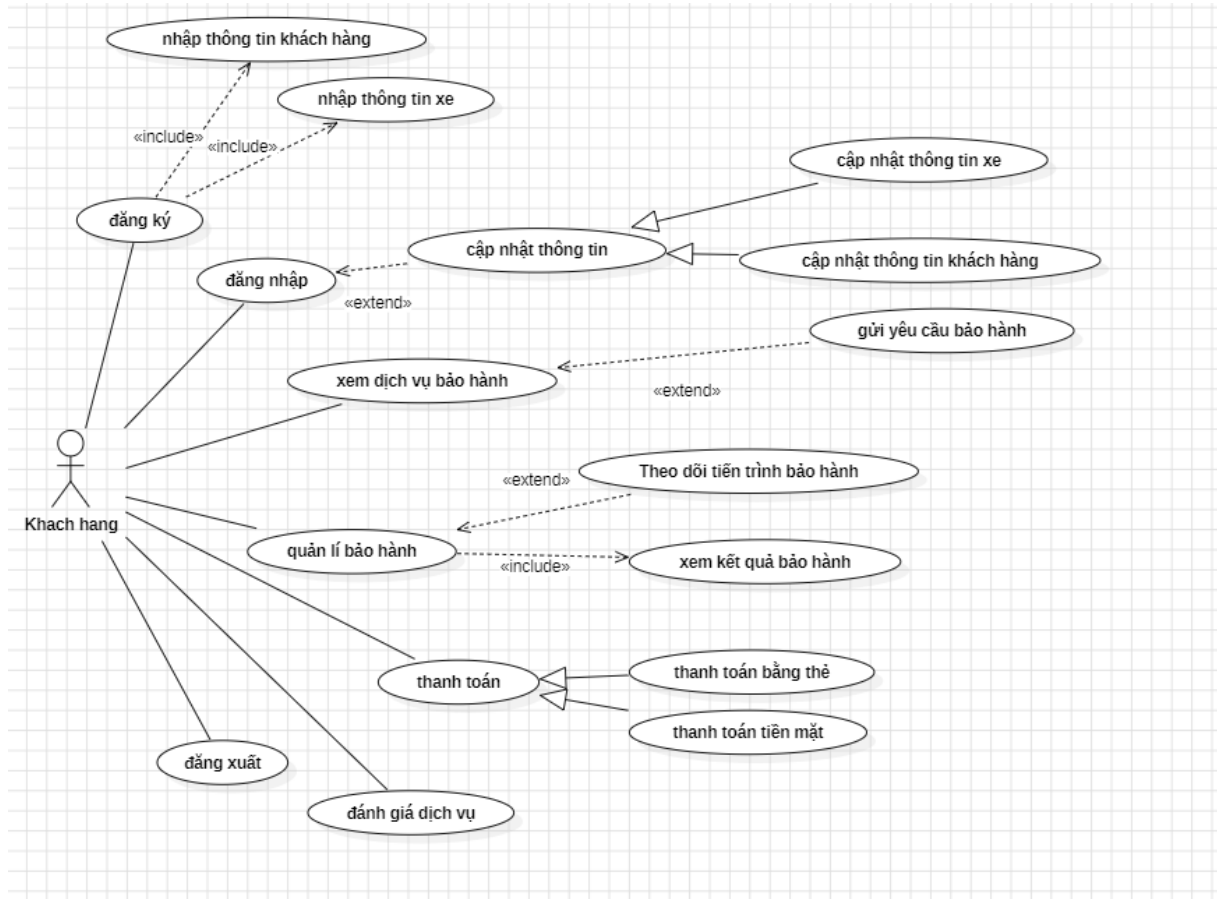 nhập thông tin khách hàng
nhập thông tin xe
«include»
«include»
cập nhật thông tin xe
đăng ký
cập nhật thông tin
cập nhật thông tin khách hàng
đăng nhập
«extend»
gửi yêu cầu bảo hành
xem dịch vụ bảo hành
«extend»
Theo dõi tiến trình bảo hành
«extend»
Khach hang
quản lí bảo hành
xem kết quả bảo hành
«include»
thanh toán bằng thẻ
thanh toán
thanh toán tiền mặt
đăng xuất
đánh giá dịch vụ